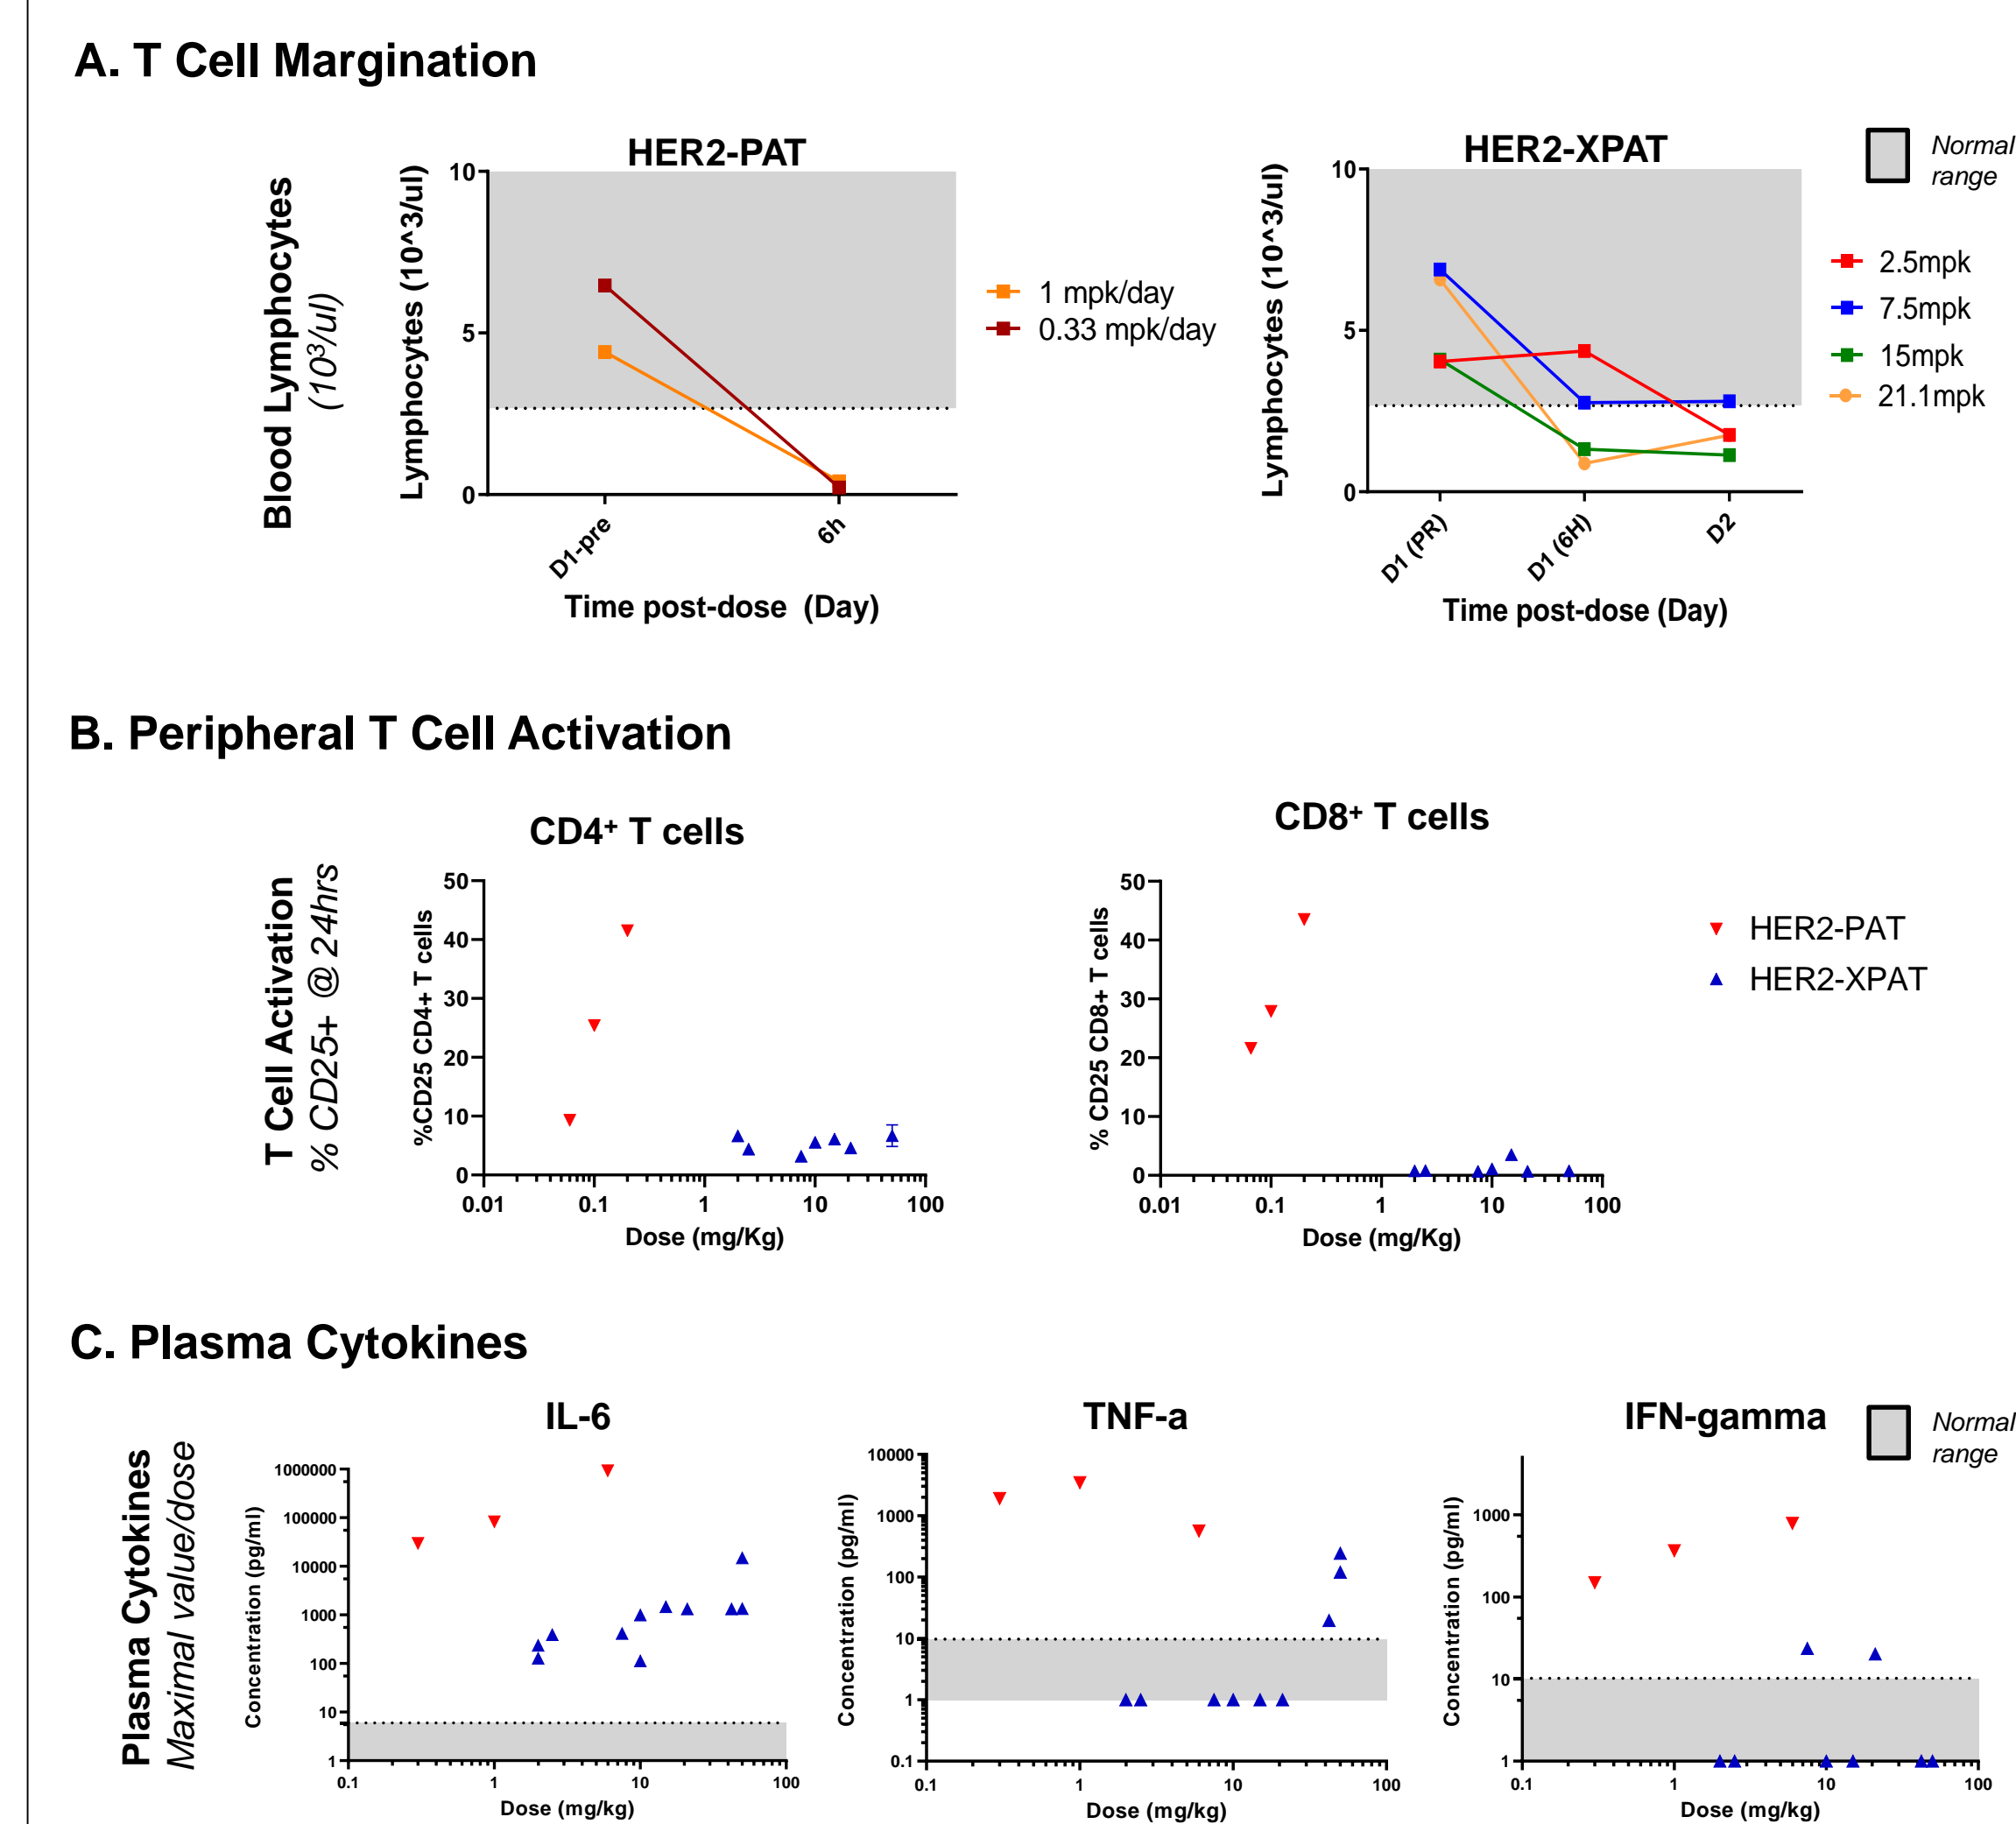 A. T Cell Margination
Blood Lymphocytes
(10³/ul)
HER2-PAT
Lymphocytes (10^3/ul)
10
5
0
D1-pre
6h
Time post-dose (Day)
1 mpk/day
0.33 mpk/day
HER2-XPAT
Lymphocytes (10^3/ul)
10
5
0
D1 (PR)
D1 (6H)
D2
Time post-dose (Day)
Normal
range
2.5mpk
7.5mpk
15mpk
21.1mpk
B. Peripheral T Cell Activation
T Cell Activation
% CD25+ @ 24hrs
CD4⁺ T cells
%CD25 CD4+ T cells
50
40
30
20
10
0
0.01
0.1
1
10
100
Dose (mg/Kg)
CD8⁺ T cells
% CD25 CD8+ T cells
50
40
30
20
10
0
0.01
0.1
1
10
100
Dose (mg/Kg)
HER2-PAT
HER2-XPAT
C. Plasma Cytokines
Plasma Cytokines
Maximal value/dose
IL-6
Concentration (pg/ml)
1000000
100000
10000
1000
100
10
1
0.1
1
10
100
Dose (mg/kg)
TNF-a
Concentration (pg/ml)
10000
1000
100
10
1
0.1
0.1
1
10
100
Dose (mg/kg)
IFN-gamma
Concentration (pg/ml)
1000
100
10
1
0.1
1
10
100
Dose (mg/kg)
Normal
range